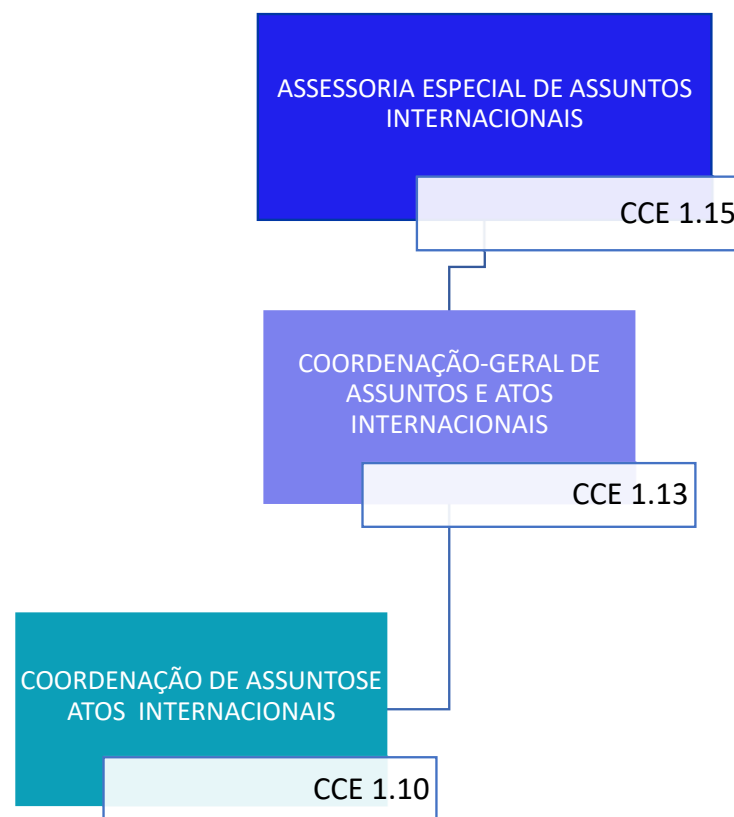 ASSESSORIA ESPECIAL DE ASSUNTOS
INTERNACIONAIS
CCE 1.15
COORDENAÇÃO-GERAL DE
ASSUNTOS E ATOS
INTERNACIONAIS
CCE 1.13
COORDENAÇÃO DE ASSUNTOSE
ATOS  INTERNACIONAIS
CCE 1.10